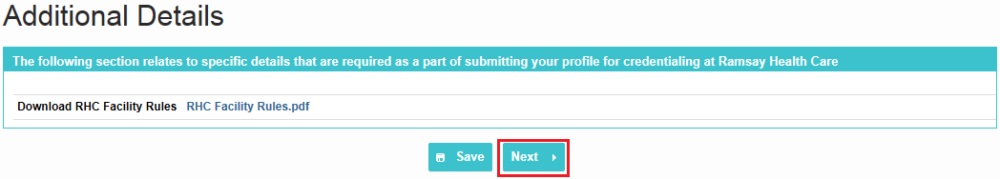 Additional Details
The following section relates to specific details that are required as a part of submitting your profile for credentialing at Ramsay Health Care
Download RHC Facility Rules RHC Facility Rules.pdf
Save Next